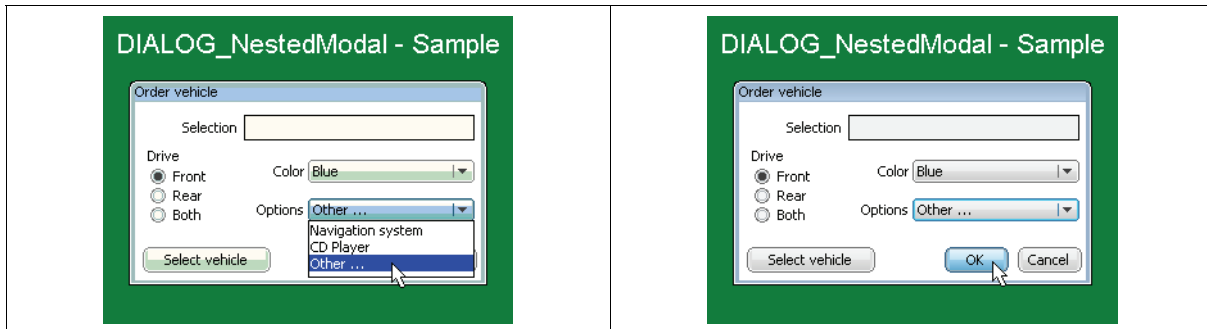 DIALOG_NestedModal - Sample
Order vehicle
Selection
Drive
Front
Color Blue
Rear
Both
Options Other ...
Navigation system
CD Player
Other ...
Select vehicle
DIALOG_NestedModal - Sample
Order vehicle
Selection
Drive
Front
Color Blue
Rear
Both
Options Other ...
Select vehicle OK Cancel